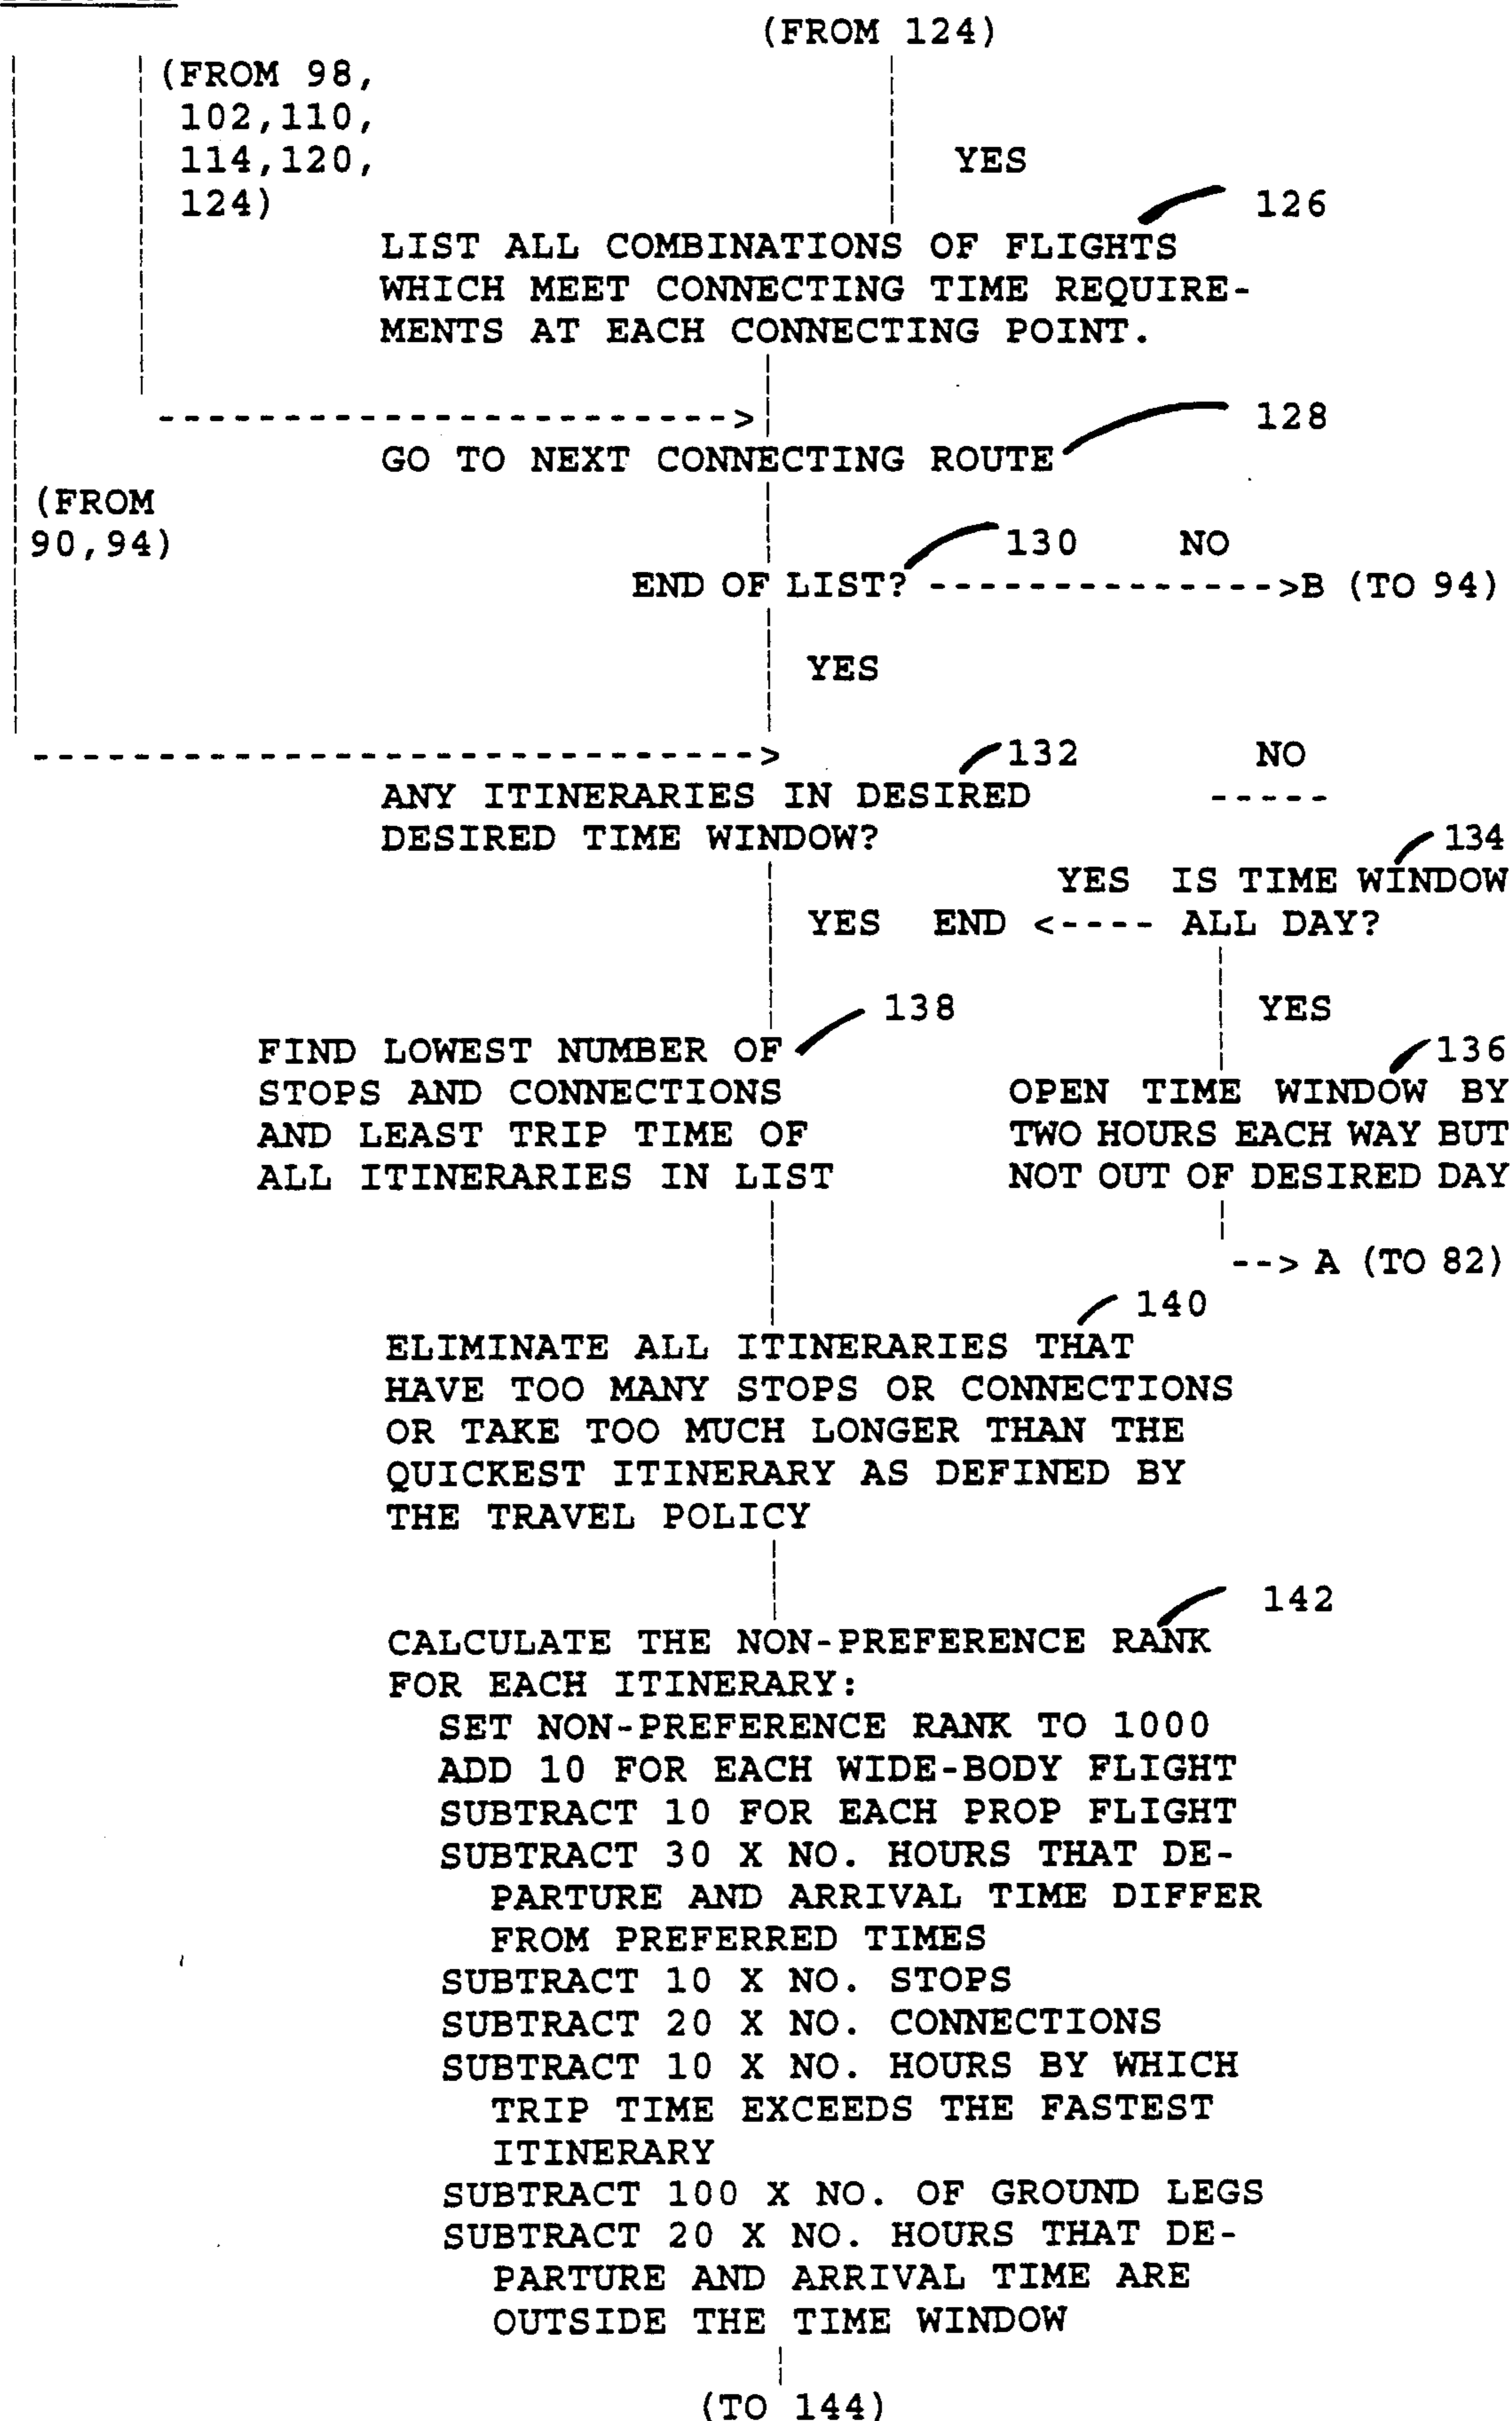 (FROM 124)
(FROM 98,
102,110,
114,120,
124)
YES
126
LIST ALL COMBINATIONS OF FLIGHTS
WHICH MEET CONNECTING TIME REQUIRE-
MENTS AT EACH CONNECTING POINT.
----------------------->
128
GO TO NEXT CONNECTING ROUTE
(FROM
90,94)
130 NO
END OF LIST? -------------->B (TO 94)
YES
----------------------------->
132 NO
ANY ITINERARIES IN DESIRED -----
DESIRED TIME WINDOW?
134
YES IS TIME WINDOW
YES END <---- ALL DAY?
138
YES
FIND LOWEST NUMBER OF
STOPS AND CONNECTIONS
AND LEAST TRIP TIME OF
ALL ITINERARIES IN LIST
136
OPEN TIME WINDOW BY
TWO HOURS EACH WAY BUT
NOT OUT OF DESIRED DAY
--> A (TO 82)
140
ELIMINATE ALL ITINERARIES THAT
HAVE TOO MANY STOPS OR CONNECTIONS
OR TAKE TOO MUCH LONGER THAN THE
QUICKEST ITINERARY AS DEFINED BY
THE TRAVEL POLICY
142
CALCULATE THE NON-PREFERENCE RANK
FOR EACH ITINERARY:
SET NON-PREFERENCE RANK TO 1000
ADD 10 FOR EACH WIDE-BODY FLIGHT
SUBTRACT 10 FOR EACH PROP FLIGHT
SUBTRACT 30 X NO. HOURS THAT DE-
PARTURE AND ARRIVAL TIME DIFFER
FROM PREFERRED TIMES
SUBTRACT 10 X NO. STOPS
SUBTRACT 20 X NO. CONNECTIONS
SUBTRACT 10 X NO. HOURS BY WHICH
TRIP TIME EXCEEDS THE FASTEST
ITINERARY
SUBTRACT 100 X NO. OF GROUND LEGS
SUBTRACT 20 X NO. HOURS THAT DE-
PARTURE AND ARRIVAL TIME ARE
OUTSIDE THE TIME WINDOW
(TO 144)